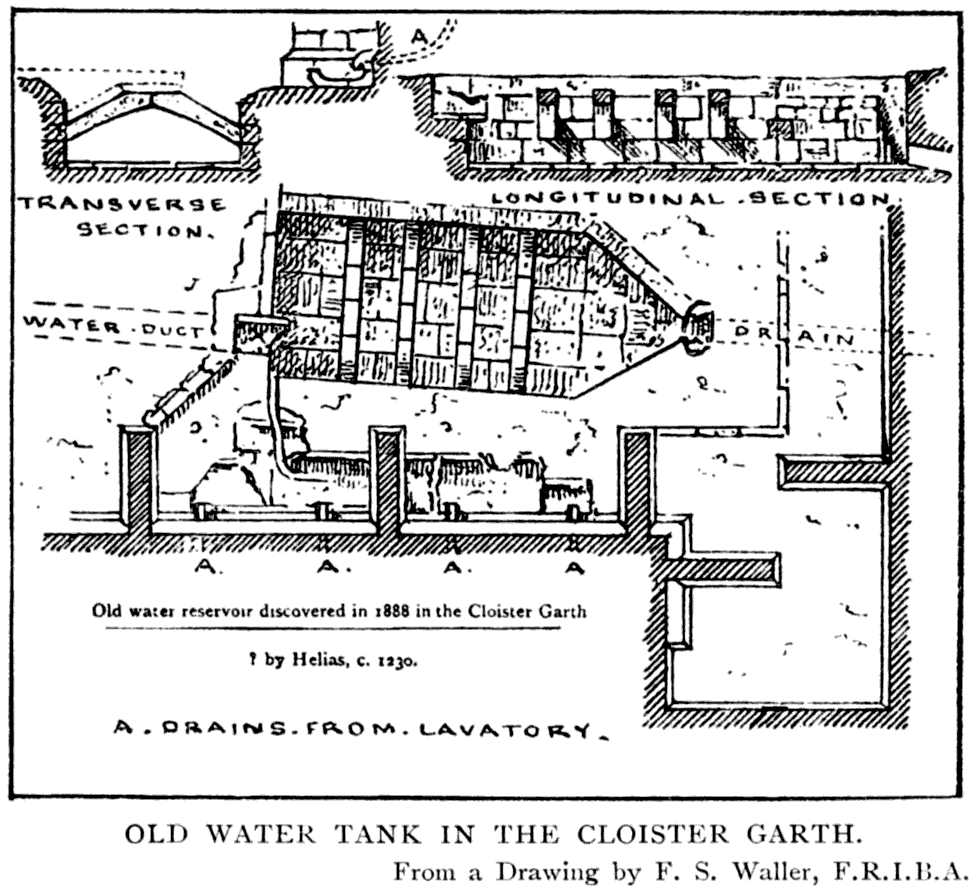 A
TRANSVERSE
SECTION.
LONGITUDINAL . SECTION
WATER . DUCT
DRAIN
A. A. A. A
Old water reservoir discovered in 1888 in the Cloister Garth
? by Helias, c. 1230.
A . DRAINS . FROM . LAVATORY .
OLD WATER TANK IN THE CLOISTER GARTH.
From a Drawing by F. S. Waller, F.R.I.B.A.